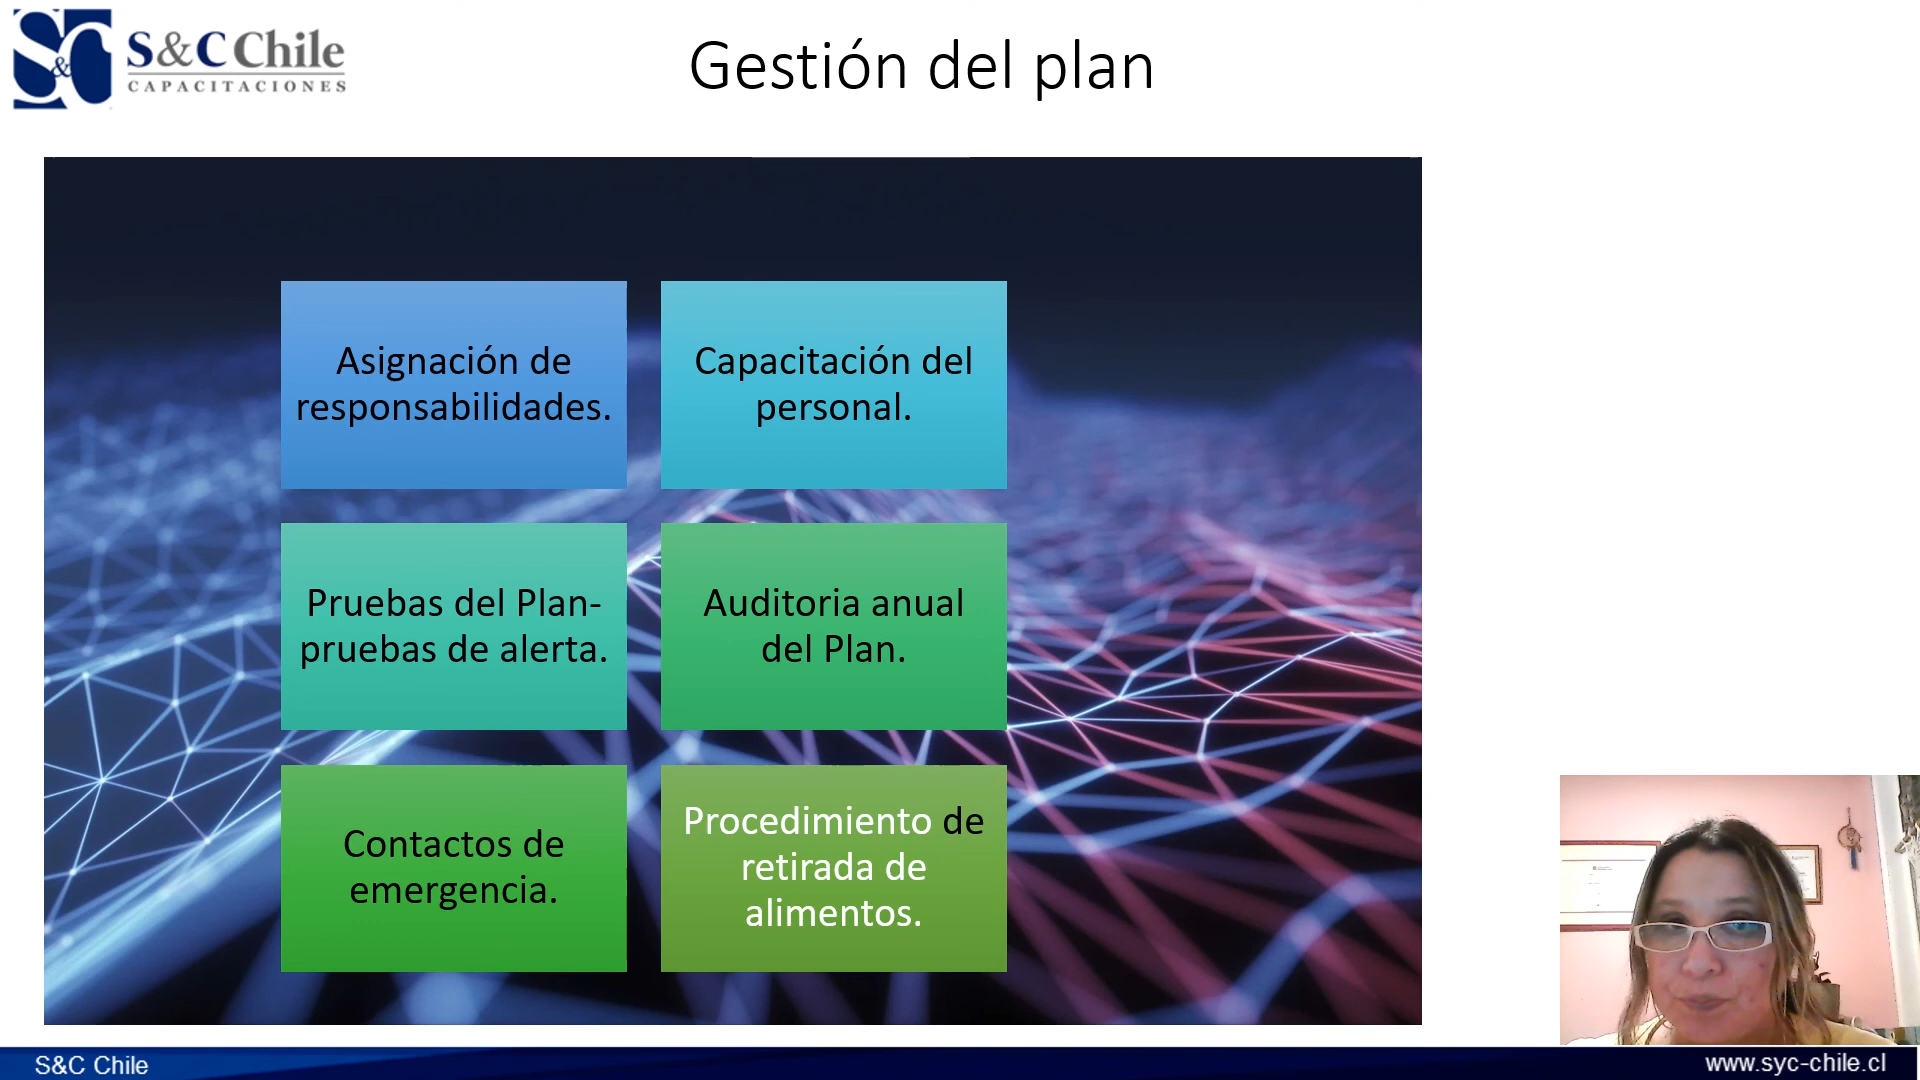 S&C
S&C Chile
CAPACITACIONES
Gestión del plan
Asignación de
responsabilidades.
Capacitación del
personal.
Pruebas del Plan-
pruebas de alerta.
Auditoria anual
del Plan.
Contactos de
emergencia.
Procedimiento de
retirada de
alimentos.
S&C Chile
www.syc-chile.cl